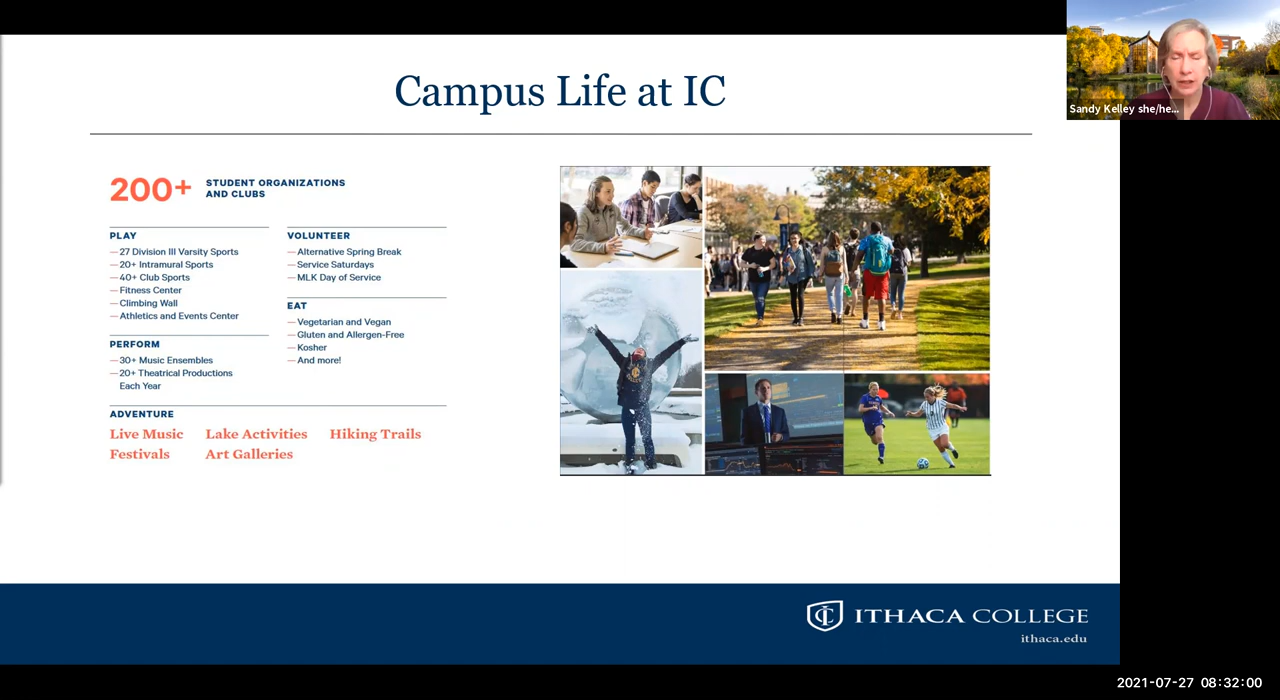 Campus Life at IC
Sandy Kelley she/he...
200+
STUDENT ORGANIZATIONS
AND CLUBS
PLAY
—27 Division III Varsity Sports
—20+ Intramural Sports
—40+ Club Sports
—Fitness Center
—Climbing Wall
—Athletics and Events Center
PERFORM
—30+ Music Ensembles
—20+ Theatrical Productions
Each Year
VOLUNTEER
—Alternative Spring Break
—Service Saturdays
—MLK Day of Service
EAT
—Vegetarian and Vegan
—Gluten and Allergen-Free
—Kosher
—And more!
ADVENTURE
Live Music Lake Activities Hiking Trails
Festivals Art Galleries
ITHACA COLLEGE
ithaca.edu
2021-07-27 08:32:00